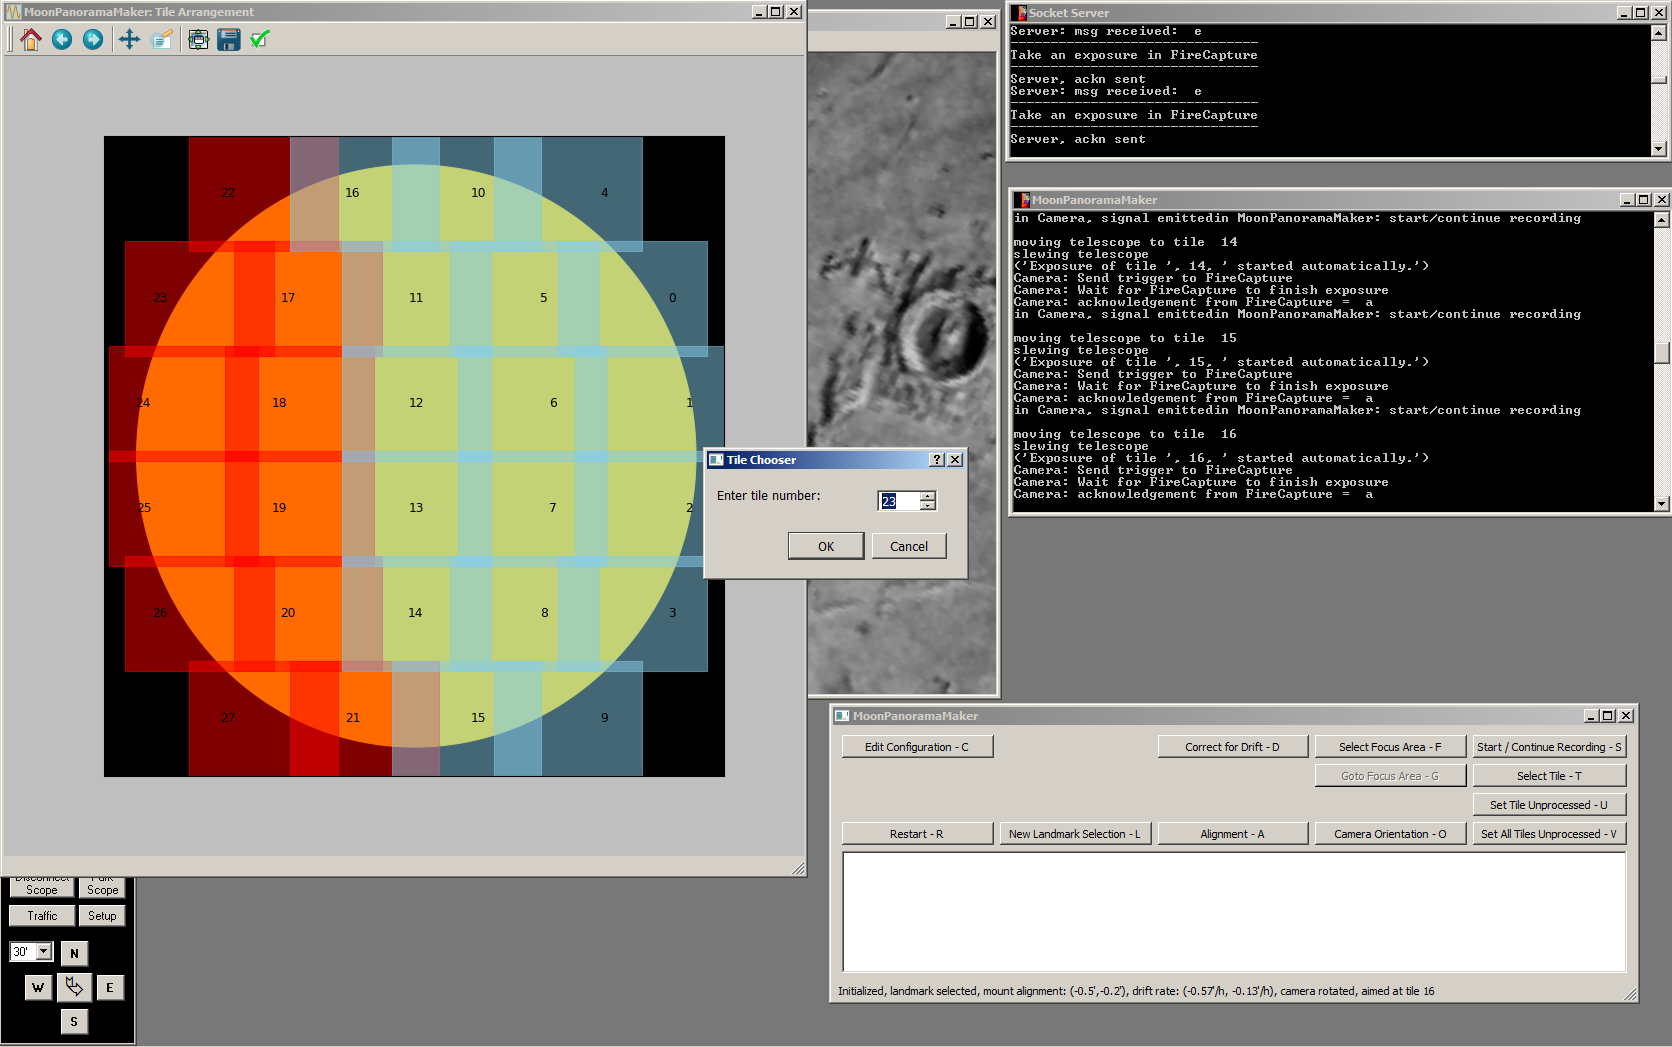 MoonPanoramaMaker: Tile Arrangement
22
16
10
4
23
17
11
5
0
24
18
12
6
1
25
19
13
7
2
26
20
14
8
3
27
21
15
9
Tile Chooser
Enter tile number:
23
OK
Cancel
Socket Server
Server: msg received:  e
------------------------------
Take an exposure in FireCapture
------------------------------
Server, ackn sent
Server: msg received:  e
------------------------------
Take an exposure in FireCapture
------------------------------
Server, ackn sent
MoonPanoramaMaker
in Camera, signal emittedin MoonPanoramaMaker: start/continue recording
moving telescope to tile  14
slewing telescope
('Exposure of tile ', 14, ' started automatically.')
Camera: Send trigger to FireCapture
Camera: Wait for FireCapture to finish exposure
Camera: acknowledgement from FireCapture =  a
in Camera, signal emittedin MoonPanoramaMaker: start/continue recording
moving telescope to tile  15
slewing telescope
('Exposure of tile ', 15, ' started automatically.')
Camera: Send trigger to FireCapture
Camera: Wait for FireCapture to finish exposure
Camera: acknowledgement from FireCapture =  a
in Camera, signal emittedin MoonPanoramaMaker: start/continue recording
moving telescope to tile  16
slewing telescope
('Exposure of tile ', 16, ' started automatically.')
Camera: Send trigger to FireCapture
Camera: Wait for FireCapture to finish exposure
Camera: acknowledgement from FireCapture =  a
MoonPanoramaMaker
Edit Configuration - C
Correct for Drift - D
Select Focus Area - F
Start / Continue Recording - S
Goto Focus Area - G
Select Tile - T
Set Tile Unprocessed - U
Restart - R
New Landmark Selection - L
Alignment - A
Camera Orientation - O
Set All Tiles Unprocessed - V
Initialized, landmark selected, mount alignment: (-0.5',-0.2'), drift rate: (-0.57'/h, -0.13'/h), camera rotated, aimed at tile 16
Disconnect Scope
Park Scope
Traffic
Setup
30'
N
W
E
S